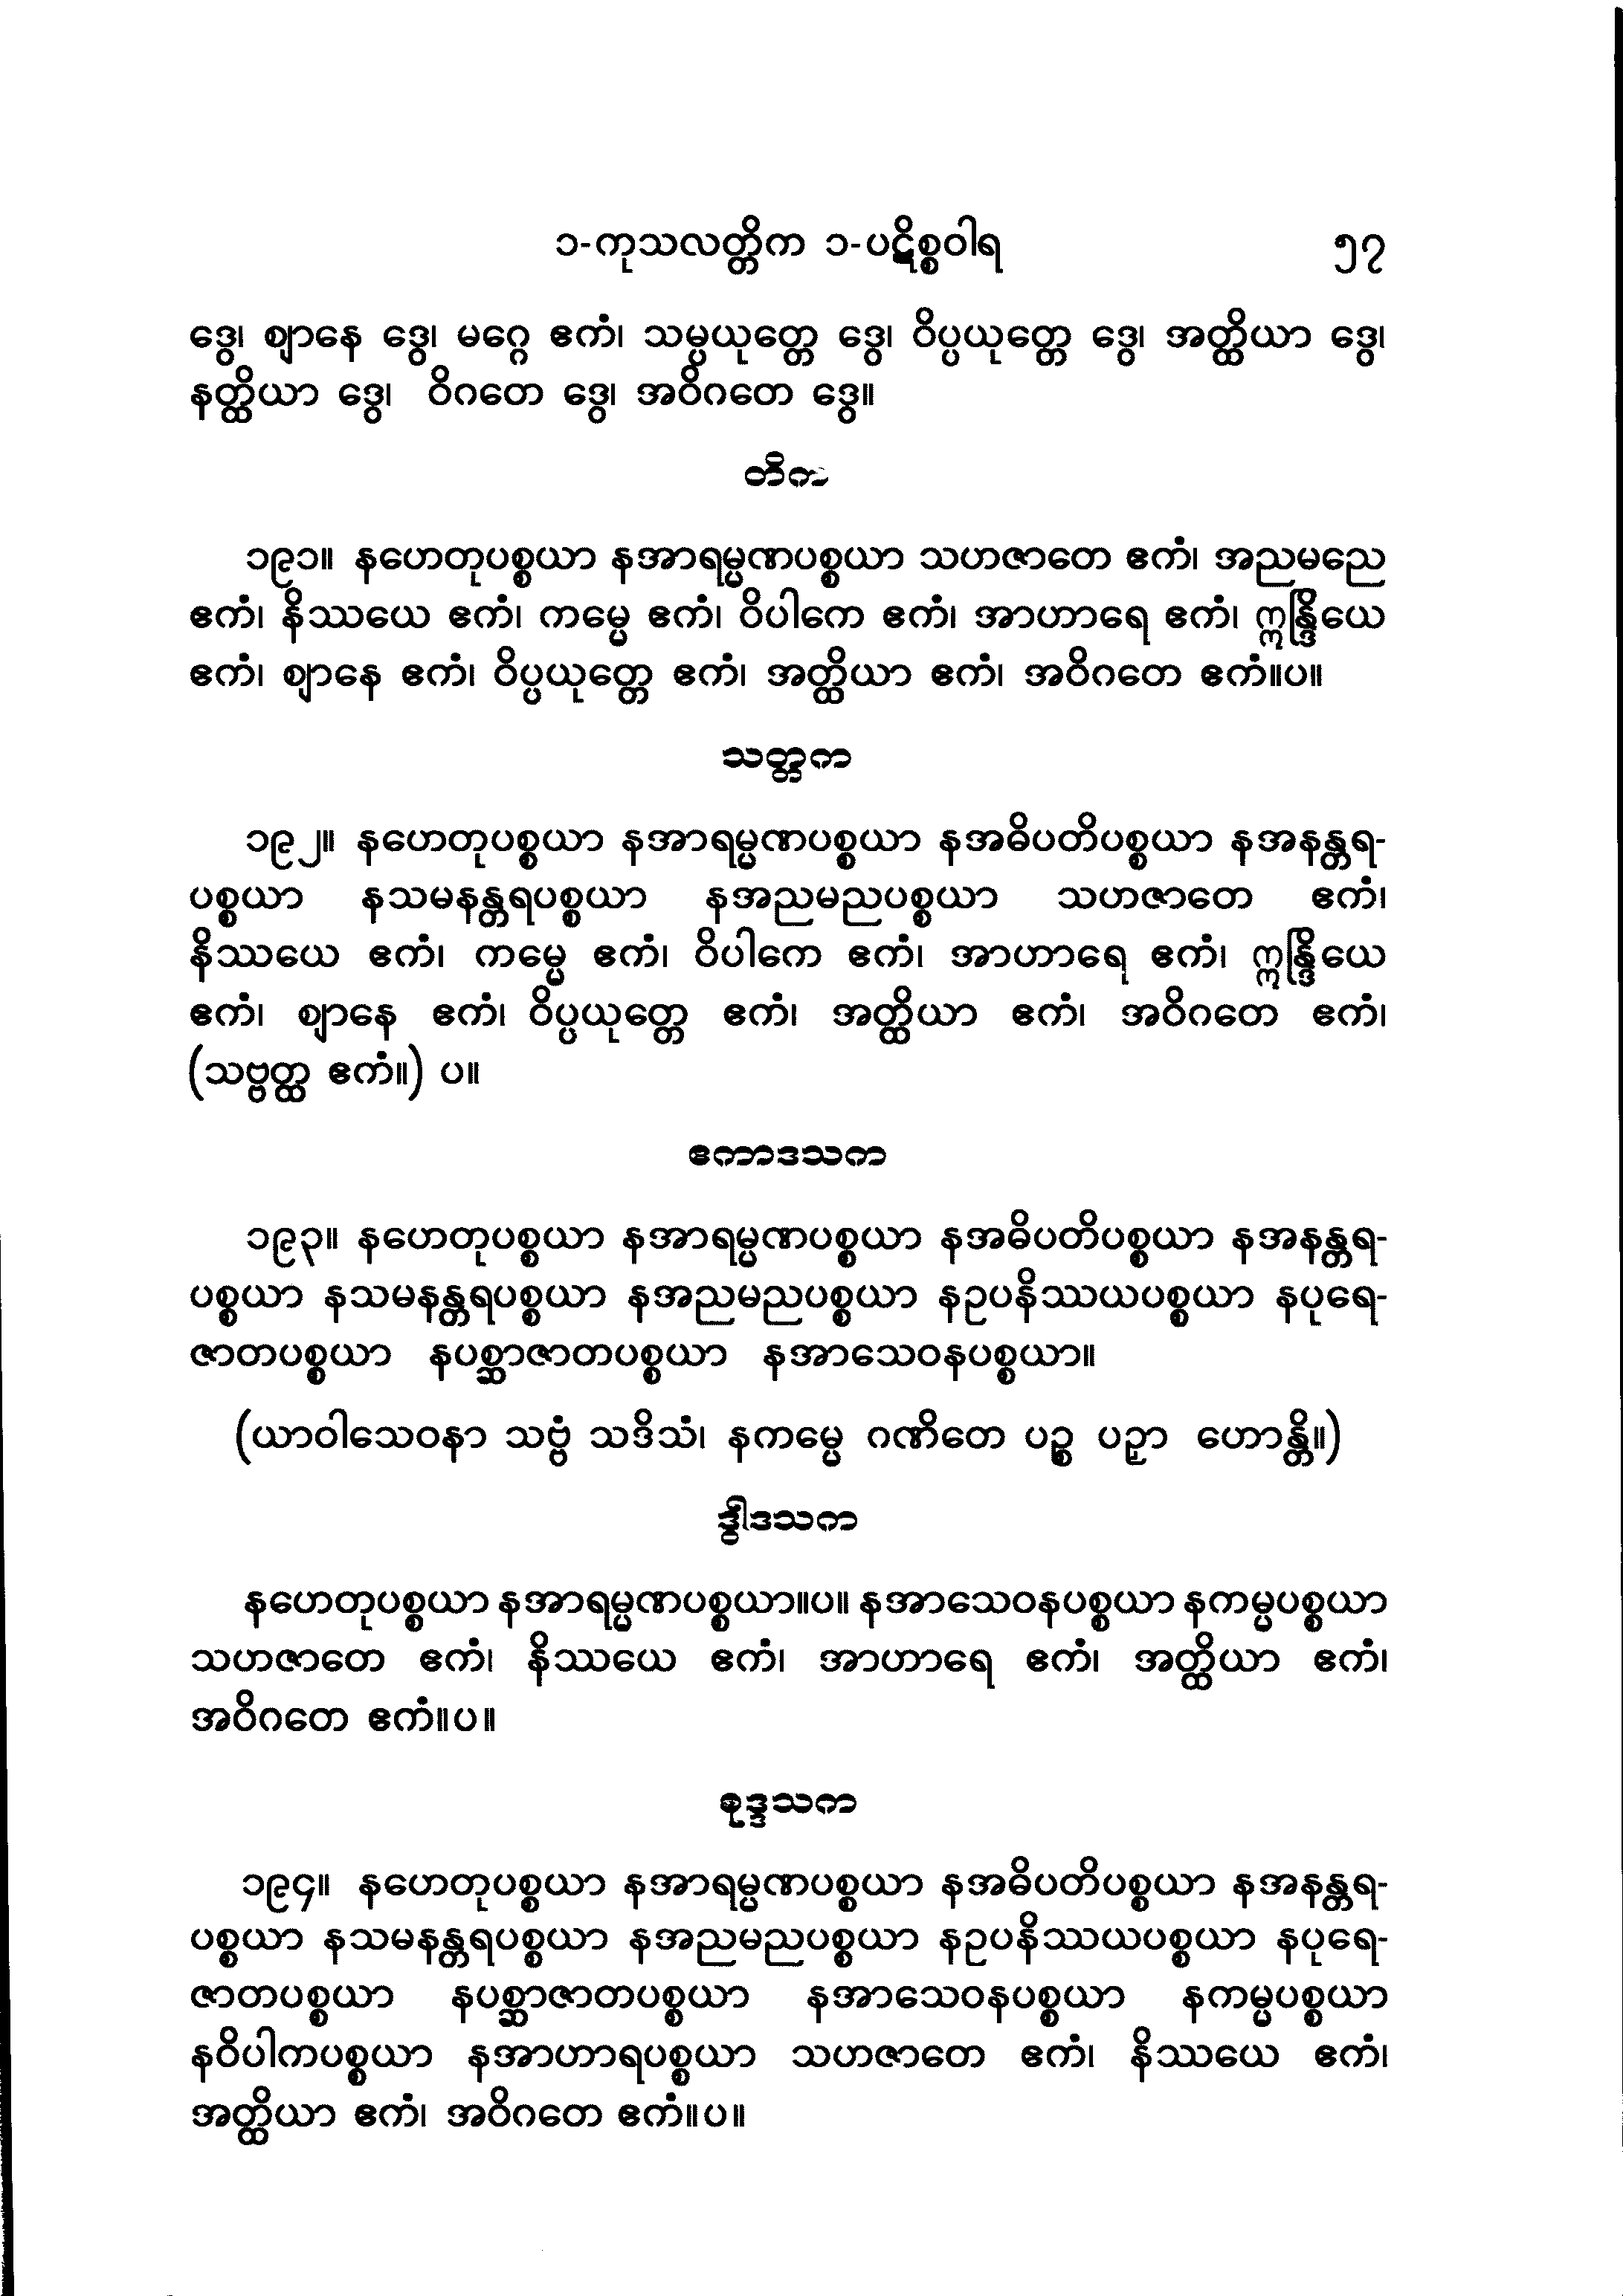 ၁-ကုသလတ္တိက ၁-ပဋိစ္စဝါရ ၅၇
ဒွေ၊ ဈာနေ ဒွေ၊ မဂ္ဂေ ဧကံ၊ သမ္ပယုတ္တေ ဒွေ၊ ဝိပ္ပယုတ္တေ ဒွေ၊ အတ္ထိယာ ဒွေ၊
နတ္ထိယာ ဒွေ၊ ဝိဂတေ ဒွေ၊ အဝိဂတေ ဒွေ။
တိက
၁၉၁။ နဟေတုပစ္စယာ နအာရမ္မဏပစ္စယာ သဟဇာတေ ဧကံ၊ အညမညေ
ဧကံ၊ နိဿယေ ဧကံ၊ ကမ္မေ ဧကံ၊ ဝိပါကေ ဧကံ၊ အာဟာရေ ဧကံ၊ ဣန္ဒြိယေ
ဧကံ၊ ဈာနေ ဧကံ၊ ဝိပ္ပယုတ္တေ ဧကံ၊ အတ္ထိယာ ဧကံ၊ အဝိဂတေ ဧကံ။ပ။
သတ္တက
၁၉၂။ နဟေတုပစ္စယာ နအာရမ္မဏပစ္စယာ နအဓိပတိပစ္စယာ နအနန္တရ-
ပစ္စယာ နသမနန္တရပစ္စယာ နအညမညပစ္စယာ သဟဇာတေ ဧကံ၊
နိဿယေ ဧကံ၊ ကမ္မေ ဧကံ၊ ဝိပါကေ ဧကံ၊ အာဟာရေ ဧကံ၊ ဣန္ဒြိယေ
ဧကံ၊ ဈာနေ ဧကံ၊ ဝိပ္ပယုတ္တေ ဧကံ၊ အတ္ထိယာ ဧကံ၊ အဝိဂတေ ဧကံ၊
(သဗ္ဗတ္ထ ဧကံ။) ပ။
ဧကာဒသက
၁၉၃။ နဟေတုပစ္စယာ နအာရမ္မဏပစ္စယာ နအဓိပတိပစ္စယာ နအနန္တရ-
ပစ္စယာ နသမနန္တရပစ္စယာ နအညမညပစ္စယာ နဥပနိဿယပစ္စယာ နပုရေ-
ဇာတပစ္စယာ နပစ္ဆာဇာတပစ္စယာ နအာသေဝနပစ္စယာ။
(ယာဝါသေဝနာ သဗ္ဗံ သဒိသံ၊ နကမ္မေ ဂဏိတေ ပဉ္စ ပဉှာ ဟောန္တိ။)
ဒွါဒသက
နဟေတုပစ္စယာ နအာရမ္မဏပစ္စယာ။ပ။ နအာသေဝနပစ္စယာ နကမ္မပစ္စယာ
သဟဇာတေ ဧကံ၊ နိဿယေ ဧကံ၊ အာဟာရေ ဧကံ၊ အတ္ထိယာ ဧကံ၊
အဝိဂတေ ဧကံ။ပ။
စုဒ္ဒသက
၁၉၄။ နဟေတုပစ္စယာ နအာရမ္မဏပစ္စယာ နအဓိပတိပစ္စယာ နအနန္တရ-
ပစ္စယာ နသမနန္တရပစ္စယာ နအညမညပစ္စယာ နဥပနိဿယပစ္စယာ နပုရေ-
ဇာတပစ္စယာ နပစ္ဆာဇာတပစ္စယာ နအာသေဝနပစ္စယာ နကမ္မပစ္စယာ
နဝိပါကပစ္စယာ နအာဟာရပစ္စယာ သဟဇာတေ ဧကံ၊ နိဿယေ ဧကံ၊
အတ္ထိယာ ဧကံ၊ အဝိဂတေ ဧကံ။ပ။